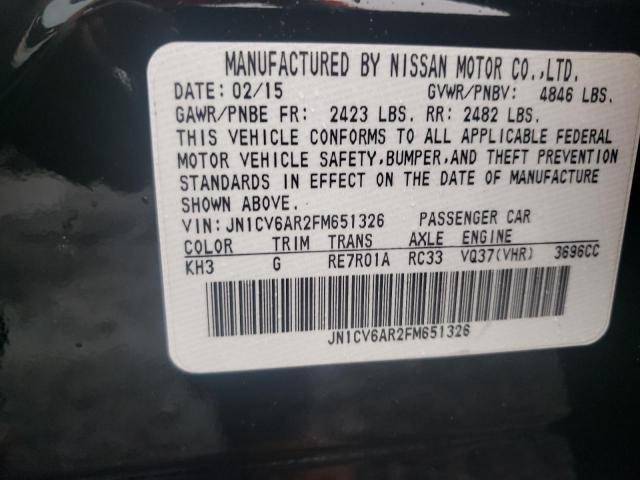 MANUFACTURED BY NISSAN MOTOR CO.,LTD.
DATE: 02/15 GVWR/PNBV: 4846 LBS.
GAWR/PNBE FR: 2423 LBS. RR: 2482 LBS.
THIS VEHICLE CONFORMS TO ALL APPLICABLE FEDERAL
MOTOR VEHICLE SAFETY,BUMPER,AND THEFT PREVENTION
STANDARDS IN EFFECT ON THE DATE OF MANUFACTURE
SHOWN ABOVE.
VIN: JN1CV6AR2FM651326 PASSENGER CAR
COLOR TRIM TRANS AXLE ENGINE
KH3 G RE7R01A RC33 VQ37(VHR) 3696CC
JN1CV6AR2FM651326